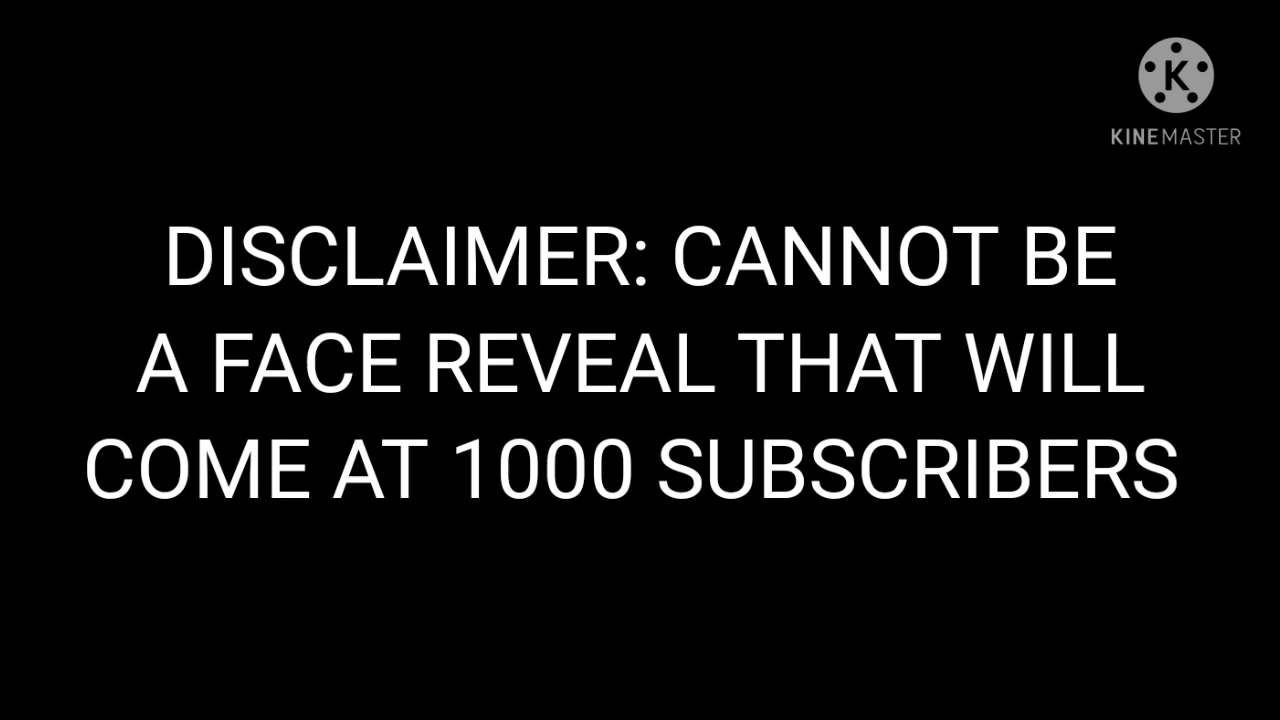 K
KINEMASTER
DISCLAIMER: CANNOT BE
A FACE REVEAL THAT WILL
COME AT 1000 SUBSCRIBERS